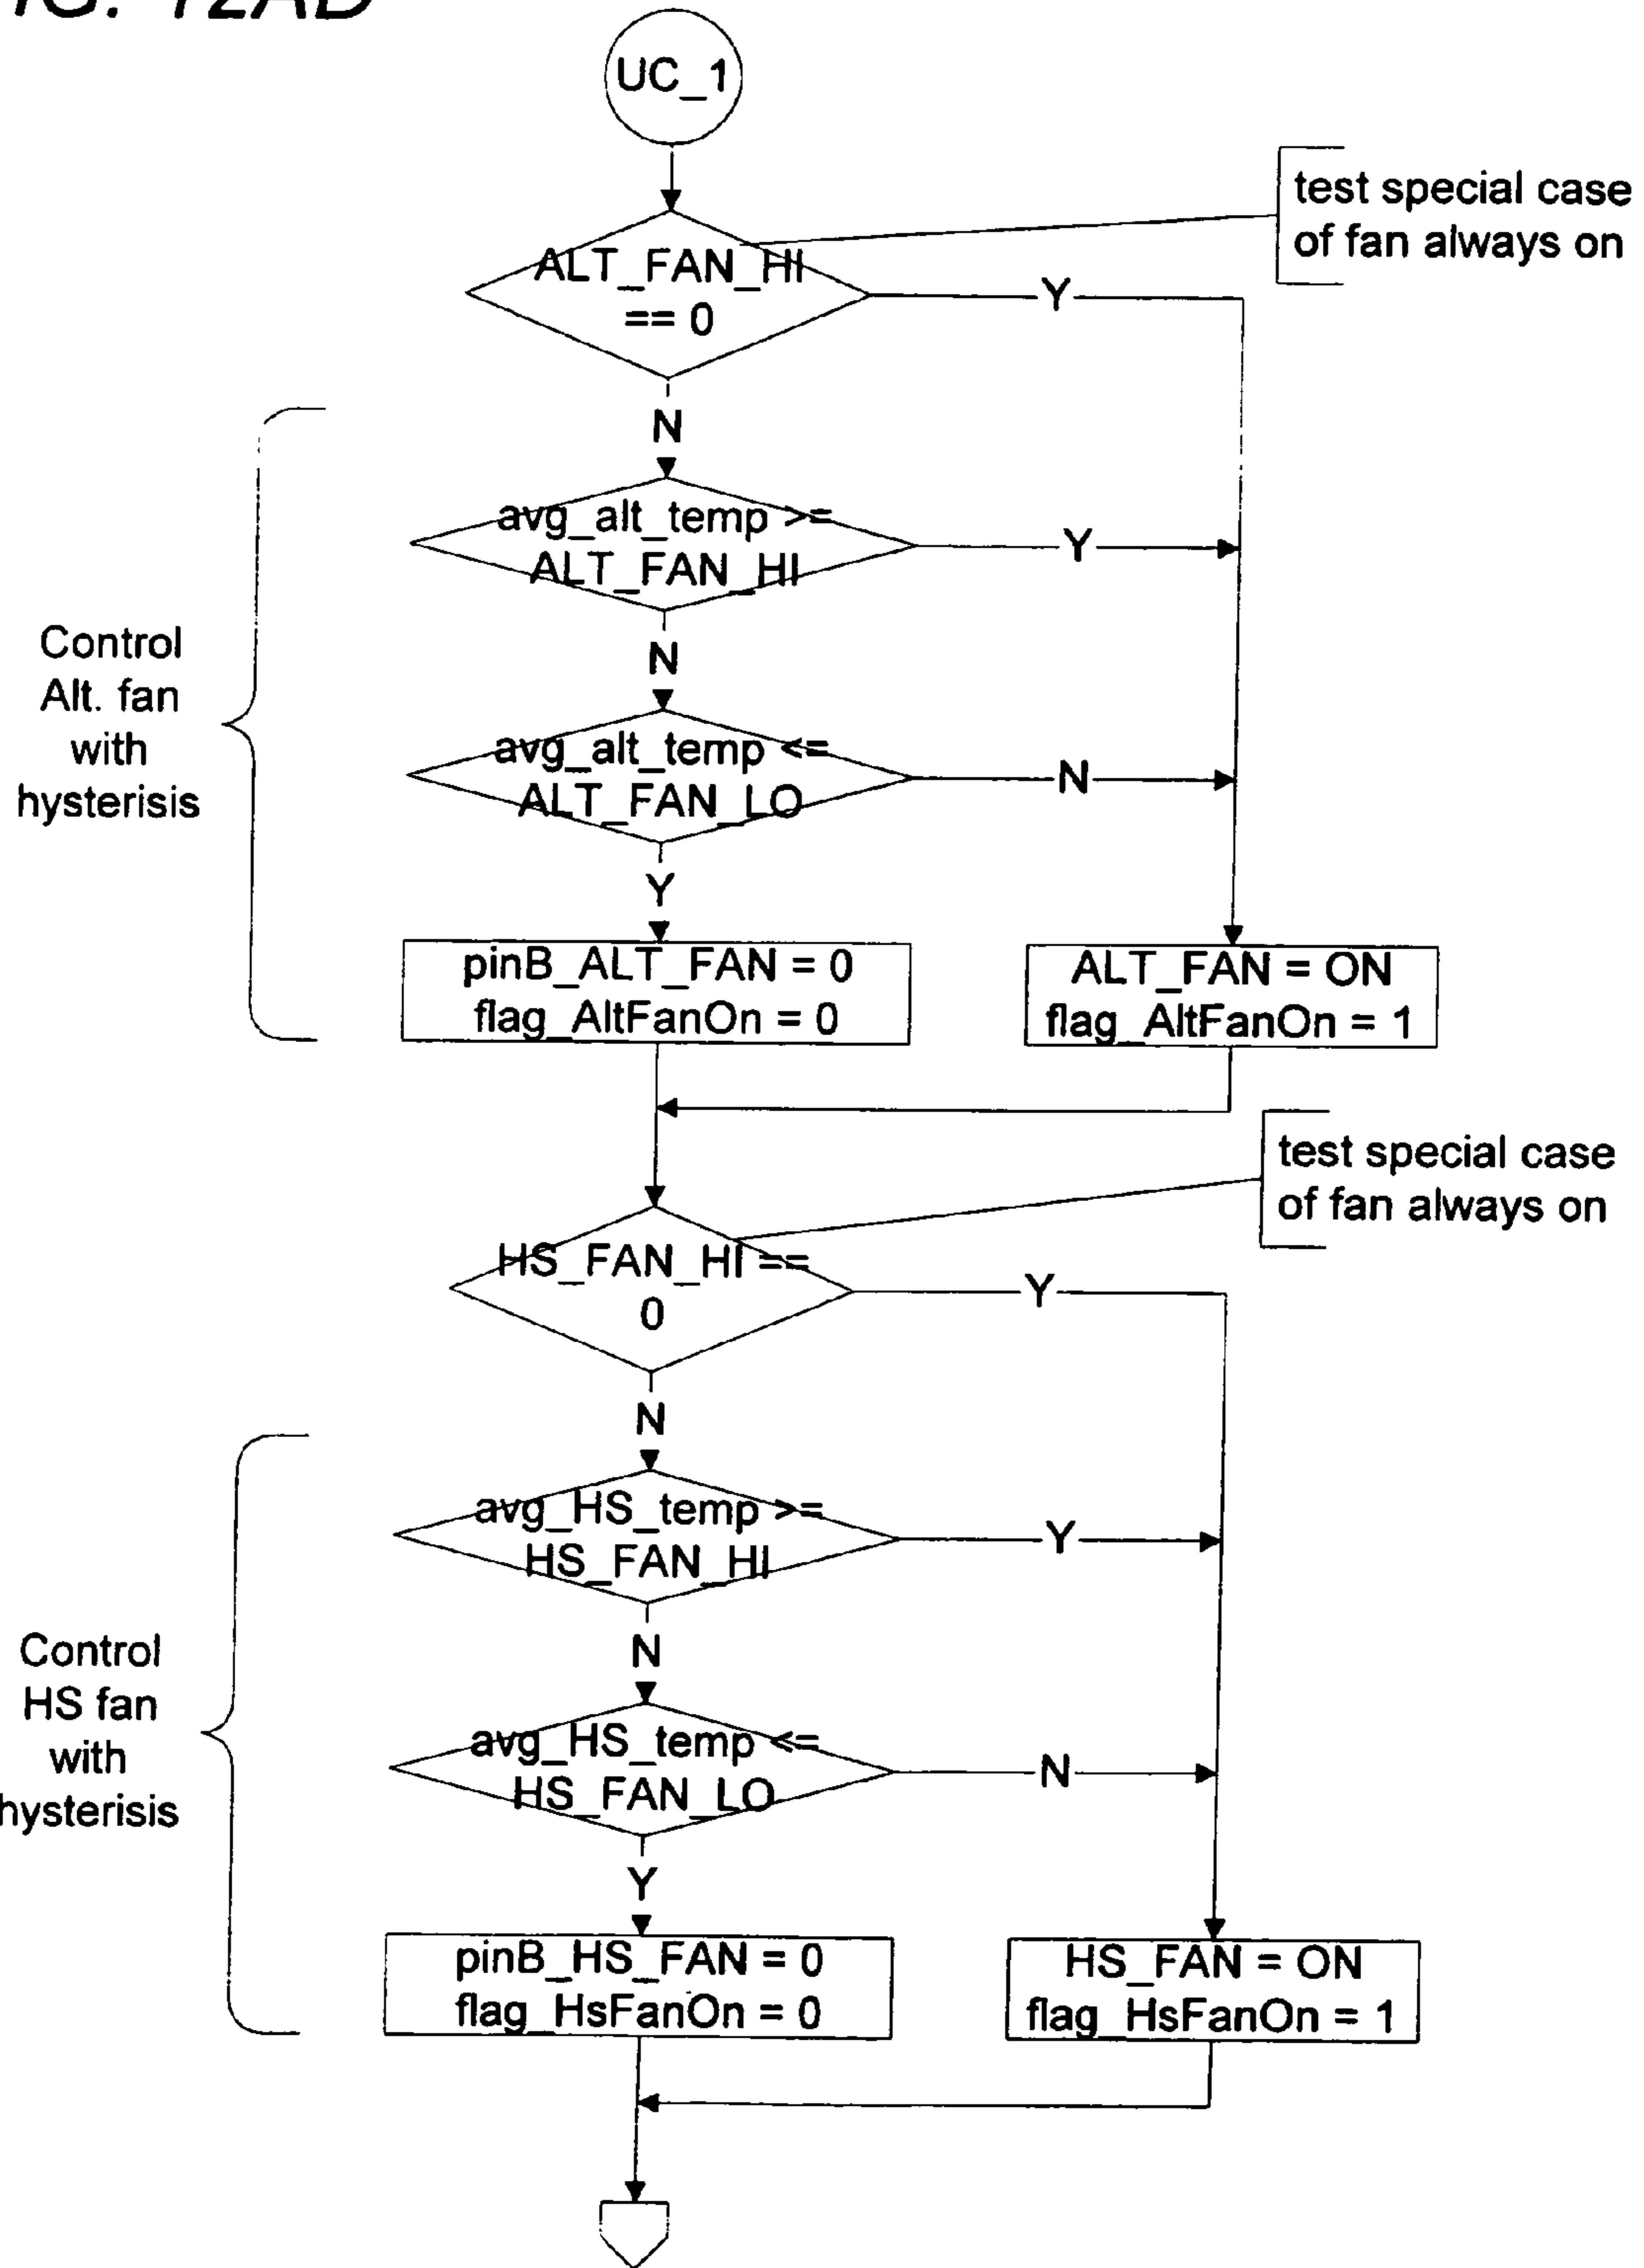 UC_1
test special case
of fan always on
ALT_FAN_HI
== 0
Y
N
avg_alt_temp >=
ALT_FAN_HI
Y
N
Control
Alt. fan
with
hysterisis
avg_alt_temp <=
ALT_FAN_LO
N
Y
pinB_ALT_FAN = 0
flag_AltFanOn = 0
ALT_FAN = ON
flag_AltFanOn = 1
test special case
of fan always on
HS_FAN_HI ==
0
Y
N
avg_HS_temp >=
HS_FAN_HI
Y
N
Control
HS fan
with
hysterisis
avg_HS_temp <=
HS_FAN_LO
N
Y
pinB_HS_FAN = 0
flag_HsFanOn = 0
HS_FAN = ON
flag_HsFanOn = 1